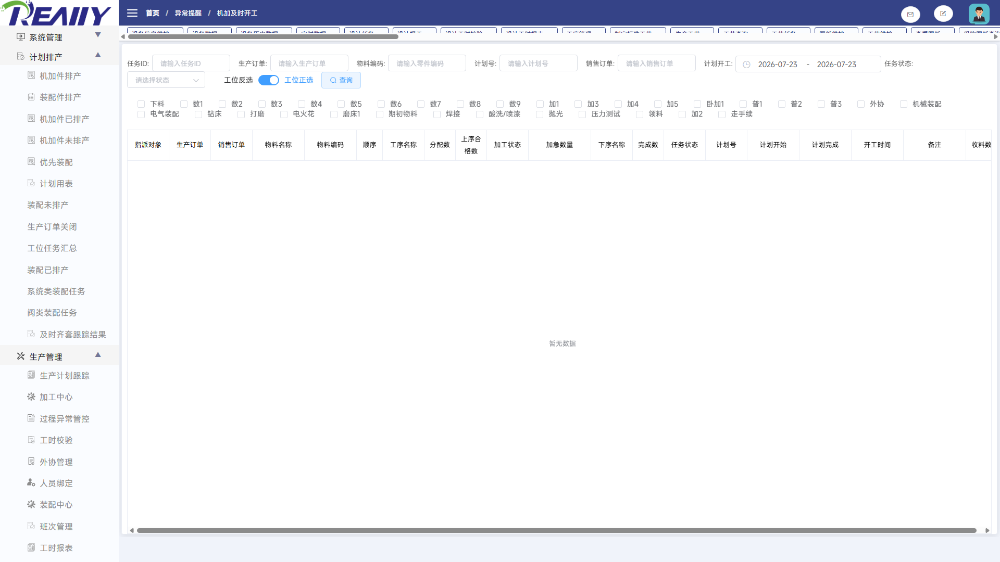 REALLY
首页 / 异常提醒 / 机加及时开工
系统管理
计划排产
机加件排产
装配件排产
机加件已排产
机加件未排产
优先装配
计划用表
装配未排产
生产订单关闭
工位任务汇总
装配已排产
系统类装配任务
阀类装配任务
及时齐套跟踪结果
生产管理
生产计划跟踪
加工中心
过程异常管控
工时校验
外协管理
人员绑定
装配中心
班次管理
工时报表
任务ID: 请输入任务ID 生产订单: 请输入生产订单 物料编码: 请输入零件编码 计划号: 请输入计划号 销售订单: 请输入销售订单 计划开工: 2026-07-23 - 2026-07-23 任务状态:
请选择状态 工位反选 工位正选 查询
下料 数1 数2 数3 数4 数5 数6 数7 数8 数9 加1 加3 加4 加5 卧加1 普1 普2 普3 外协 机械装配
电气装配 钻床 打磨 电火花 磨床1 期初物料 焊接 酸洗/喷漆 抛光 压力测试 领料 加2 走手续
指派对象 生产订单 销售订单 物料名称 物料编码 顺序 工序名称 分配数 上序合格数 加工状态 加急数量 下序名称 完成数 任务状态 计划号 计划开始 计划完成 开工时间 备注 收料数
暂无数据